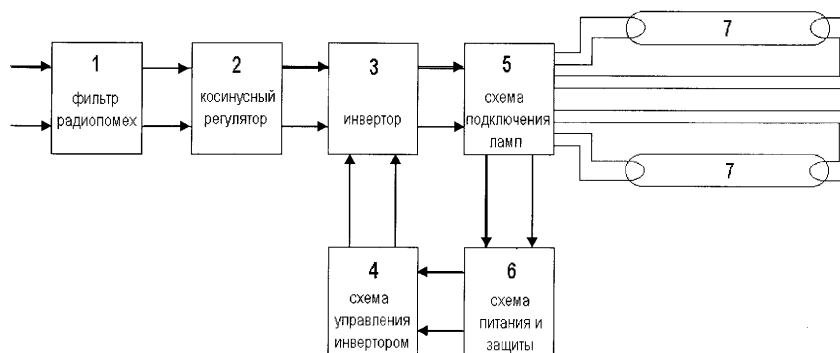 1
фильтр
радиопомех
2
косинусный
регулятор
3
инвертор
5
схема
подключения
ламп
7
7
4
схема
управления
инвертором
6
схема
питания и
защиты